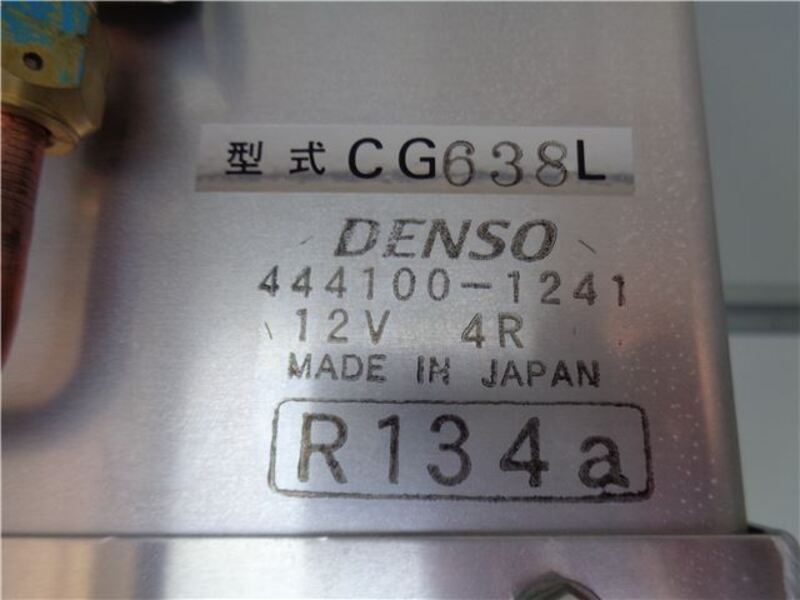 型式 CG638L
DENSO
444100-1241
12V 4R
MADE IN JAPAN
R134a